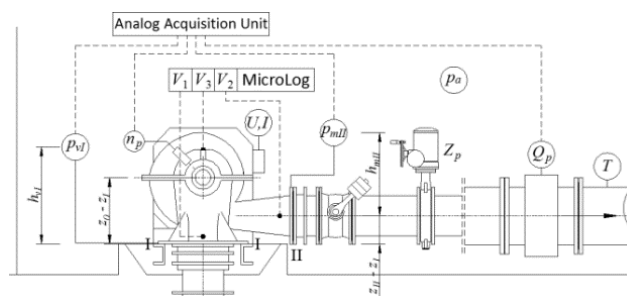 Analog Acquisition Unit
V₁ V₃ V₂ MicroLog
pₐ
U,I
pᵥI
nₚ
pₘII
Zₚ
Qₚ
T
hᵥI
z₀ - zI
hₘII
I I
II
zII - zI